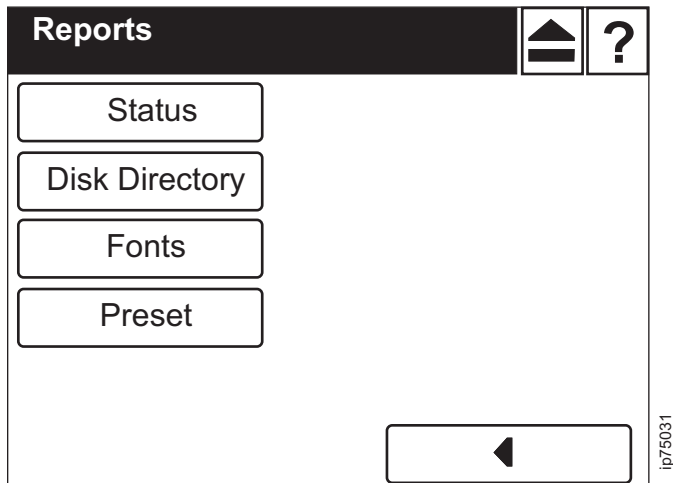 Reports
?
Status
Disk Directory
Fonts
Preset
ip75031